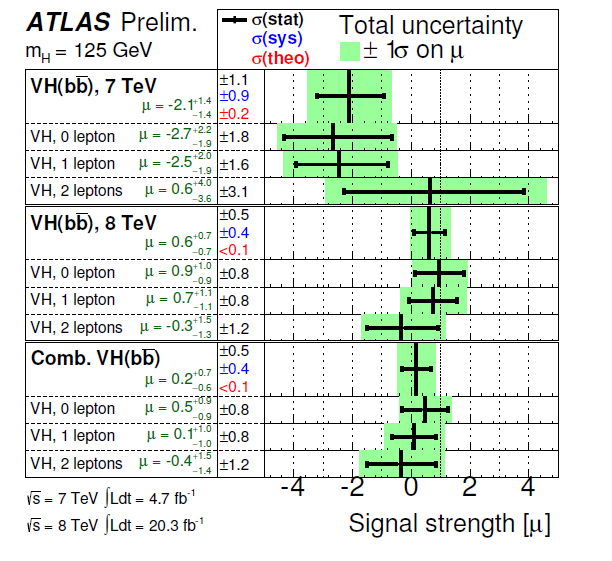 ATLAS Prelim.
m_H = 125 GeV
σ(stat)
σ(sys)
σ(theo)
Total uncertainty
± 1σ on μ
VH(bb̅), 7 TeV
μ = -2.1 +1.4 −1.4
±1.1
±0.9
±0.2
VH, 0 lepton μ = -2.7 +2.2 −1.9 ±1.8
VH, 1 lepton μ = -2.5 +2.0 −1.9 ±1.6
VH, 2 leptons μ = 0.6 +4.0 −3.6 ±3.1
VH(bb̅), 8 TeV
μ = 0.6 +0.7 −0.7
±0.5
±0.4
<0.1
VH, 0 lepton μ = 0.9 +1.0 −0.9 ±0.8
VH, 1 lepton μ = 0.7 +1.1 −1.1 ±0.8
VH, 2 leptons μ = -0.3 +1.5 −1.3 ±1.2
Comb. VH(bb̅)
μ = 0.2 +0.7 −0.6
±0.5
±0.4
<0.1
VH, 0 lepton μ = 0.5 +0.9 −0.9 ±0.8
VH, 1 lepton μ = 0.1 +1.0 −1.0 ±0.8
VH, 2 leptons μ = -0.4 +1.5 −1.4 ±1.2
-4 -2 0 2 4
√s = 7 TeV ∫Ldt = 4.7 fb⁻¹
√s = 8 TeV ∫Ldt = 20.3 fb⁻¹
Signal strength [μ]